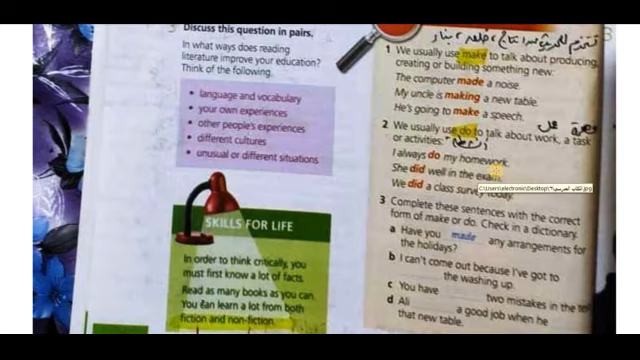 Discuss this question in pairs.
In what ways does reading
literature improve your education?
Think of the following.
• language and vocabulary
• your own experiences
• other people's experiences
• different cultures
• unusual or different situations
SKILLS FOR LIFE
In order to think critically, you
must first know a lot of facts.
Read as many books as you can.
You can learn a lot from both
fiction and non-fiction.
1 We usually use make to talk about producing,
creating or building something new:
The computer made a noise.
My uncle is making a new table.
He's going to make a speech.
2 We usually use do to talk about work, a task
or activities:
I always do my homework.
She did well in the exam.
We did a class survey today.
3 Complete these sentences with the correct
form of make or do. Check in a dictionary.
a Have you made any arrangements for
the holidays?
b I can't come out because I've got to
the washing up.
c You have two mistakes in the
d Ali a good job when he
that new table.